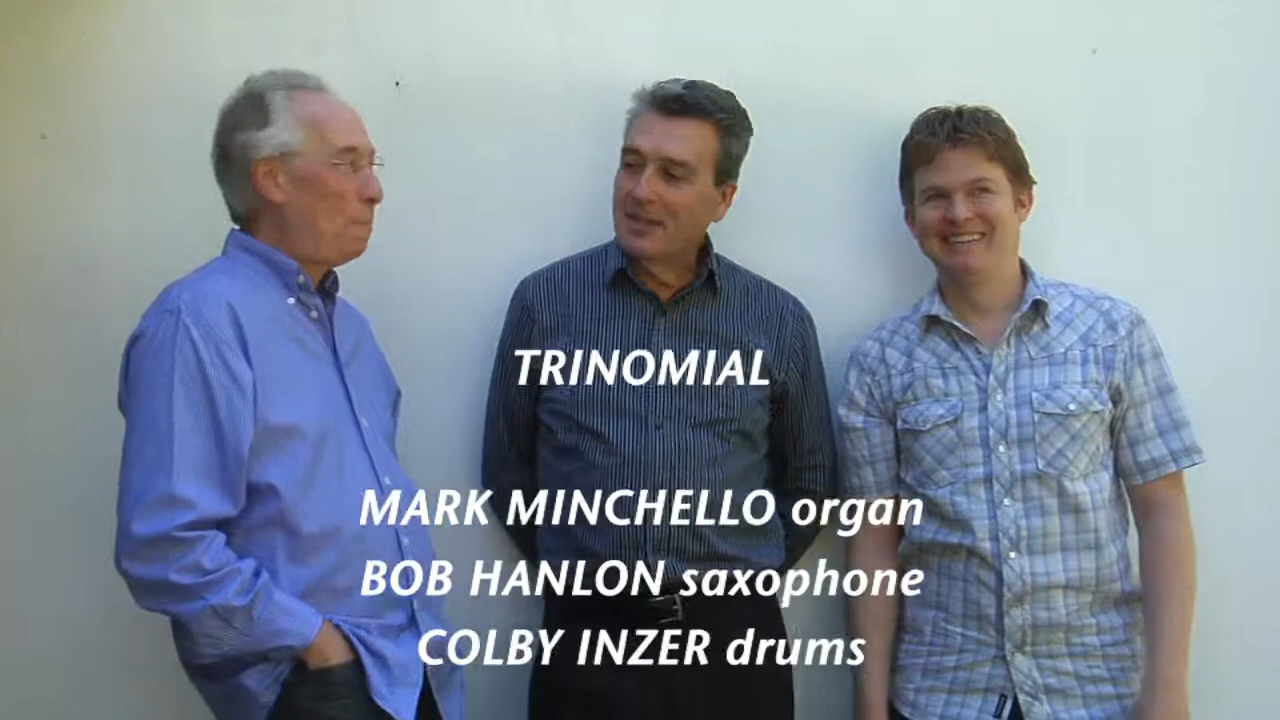 TRINOMIAL
MARK MINCHELLO organ
BOB HANLON saxophone
COLBY INZER drums